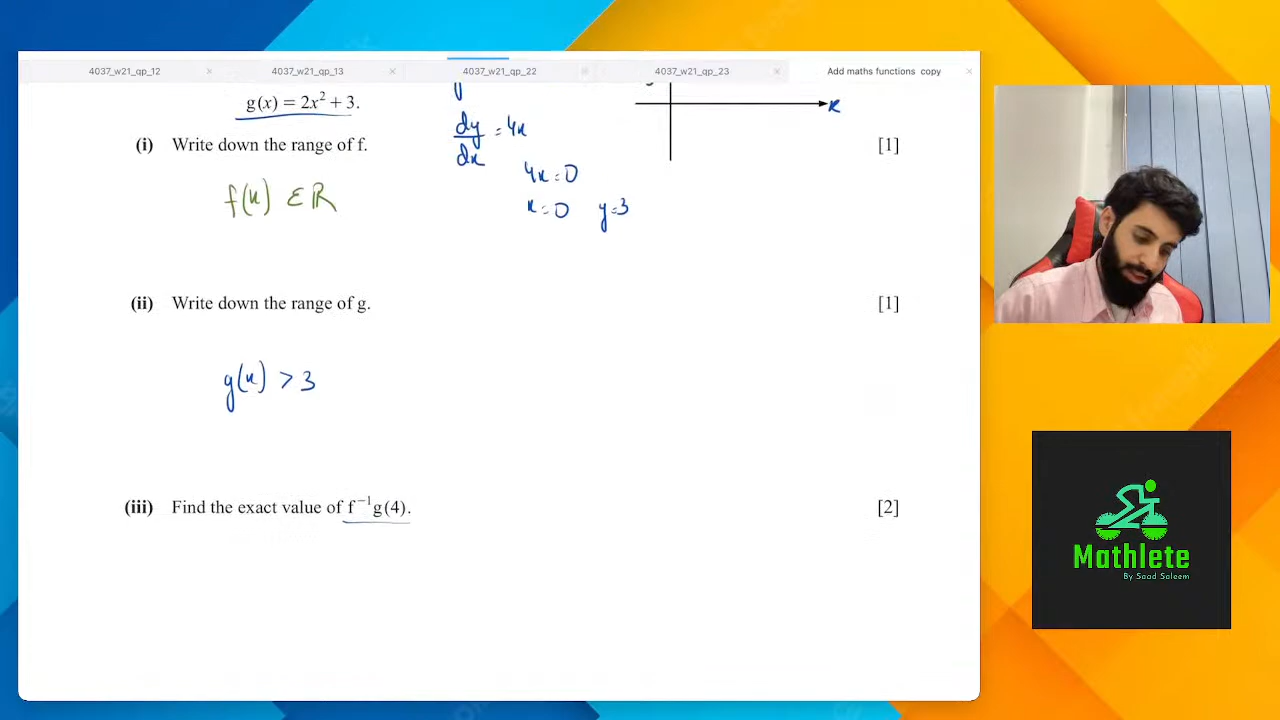 4037_w21_qp_12 × 4037_w21_qp_13 × 4037_w21_qp_22 4037_w21_qp_23 × Add maths functions copy ×
g(x) = 2x² + 3.
dy/dx = 4x
x
(i) Write down the range of f. [1]
4x = 0
f(x) ∈ ℝ
x = 0 y = 3
(ii) Write down the range of g. [1]
g(x) > 3
(iii) Find the exact value of f⁻¹g(4). [2]
Mathlete
By Saad Saleem